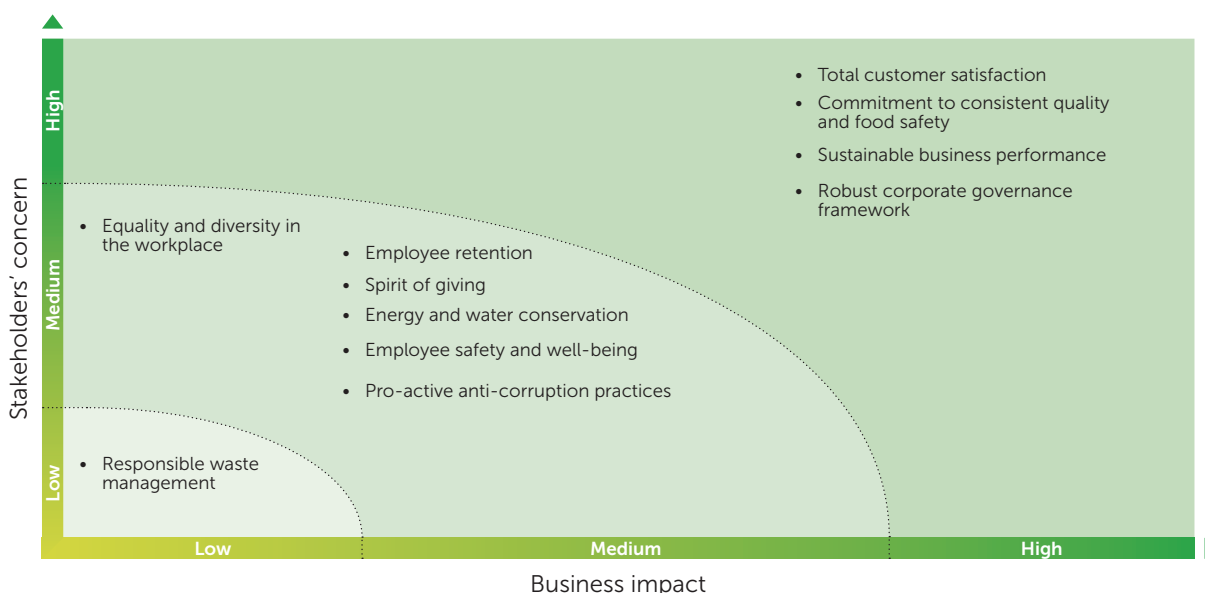 Stakeholders' concern
High
Medium
Low
• Total customer satisfaction
• Commitment to consistent quality
and food safety
• Sustainable business performance
• Robust corporate governance
framework
• Equality and diversity in
the workplace
• Employee retention
• Spirit of giving
• Energy and water conservation
• Employee safety and well-being
• Pro-active anti-corruption practices
• Responsible waste
management
Low
Medium
High
Business impact